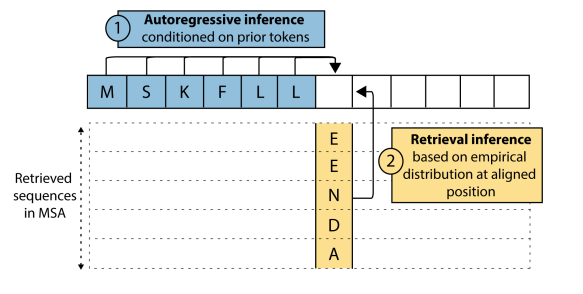 1
Autoregressive inference
conditioned on prior tokens
M S K F L L
E
E
N
D
A
2
Retrieval inference
based on empirical
distribution at aligned
position
Retrieved
sequences
in MSA